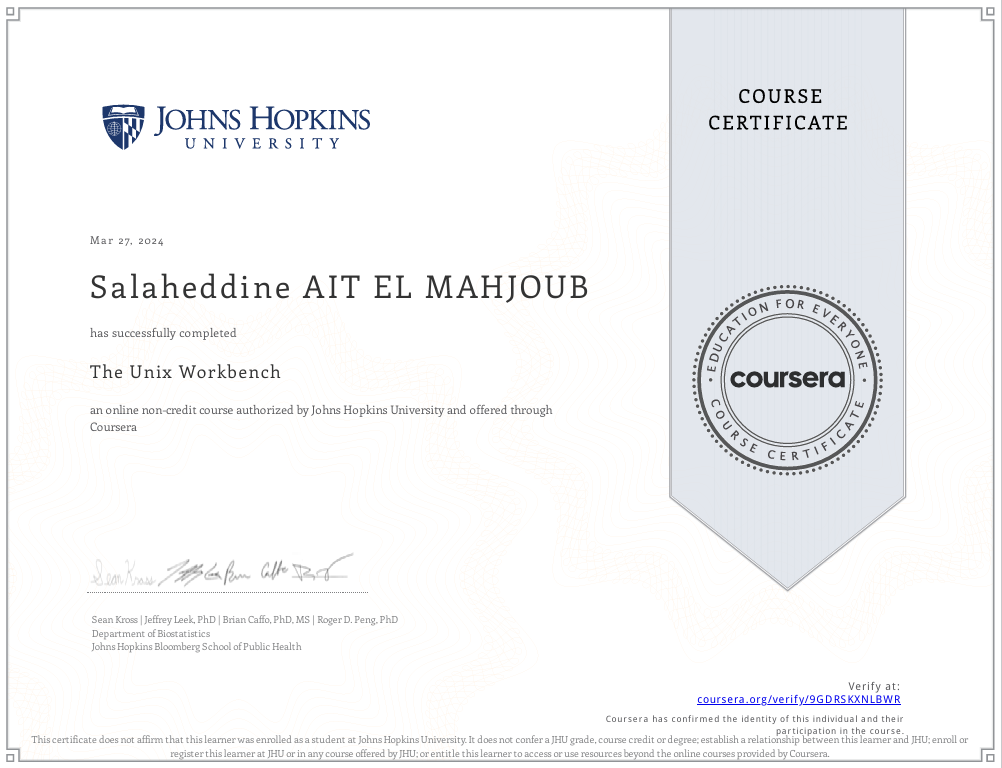 JOHNS HOPKINS
UNIVERSITY
COURSE
CERTIFICATE
Mar 27, 2024
Salaheddine AIT EL MAHJOUB
has successfully completed
The Unix Workbench
an online non-credit course authorized by Johns Hopkins University and offered through
Coursera
EDUCATION FOR EVERYONE
coursera
COURSE CERTIFICATE
Sean Kross
Sean Kross | Jeffrey Leek, PhD | Brian Caffo, PhD, MS | Roger D. Peng, PhD
Department of Biostatistics
Johns Hopkins Bloomberg School of Public Health
Verify at:
coursera.org/verify/9GDRSKXNLBWR
Coursera has confirmed the identity of this individual and their
participation in the course.
This certificate does not affirm that this learner was enrolled as a student at Johns Hopkins University. It does not confer a JHU grade, course credit or degree; establish a relationship between this learner and JHU; enroll or
register this learner at JHU or in any course offered by JHU; or entitle this learner to access or use resources beyond the online courses provided by Coursera.